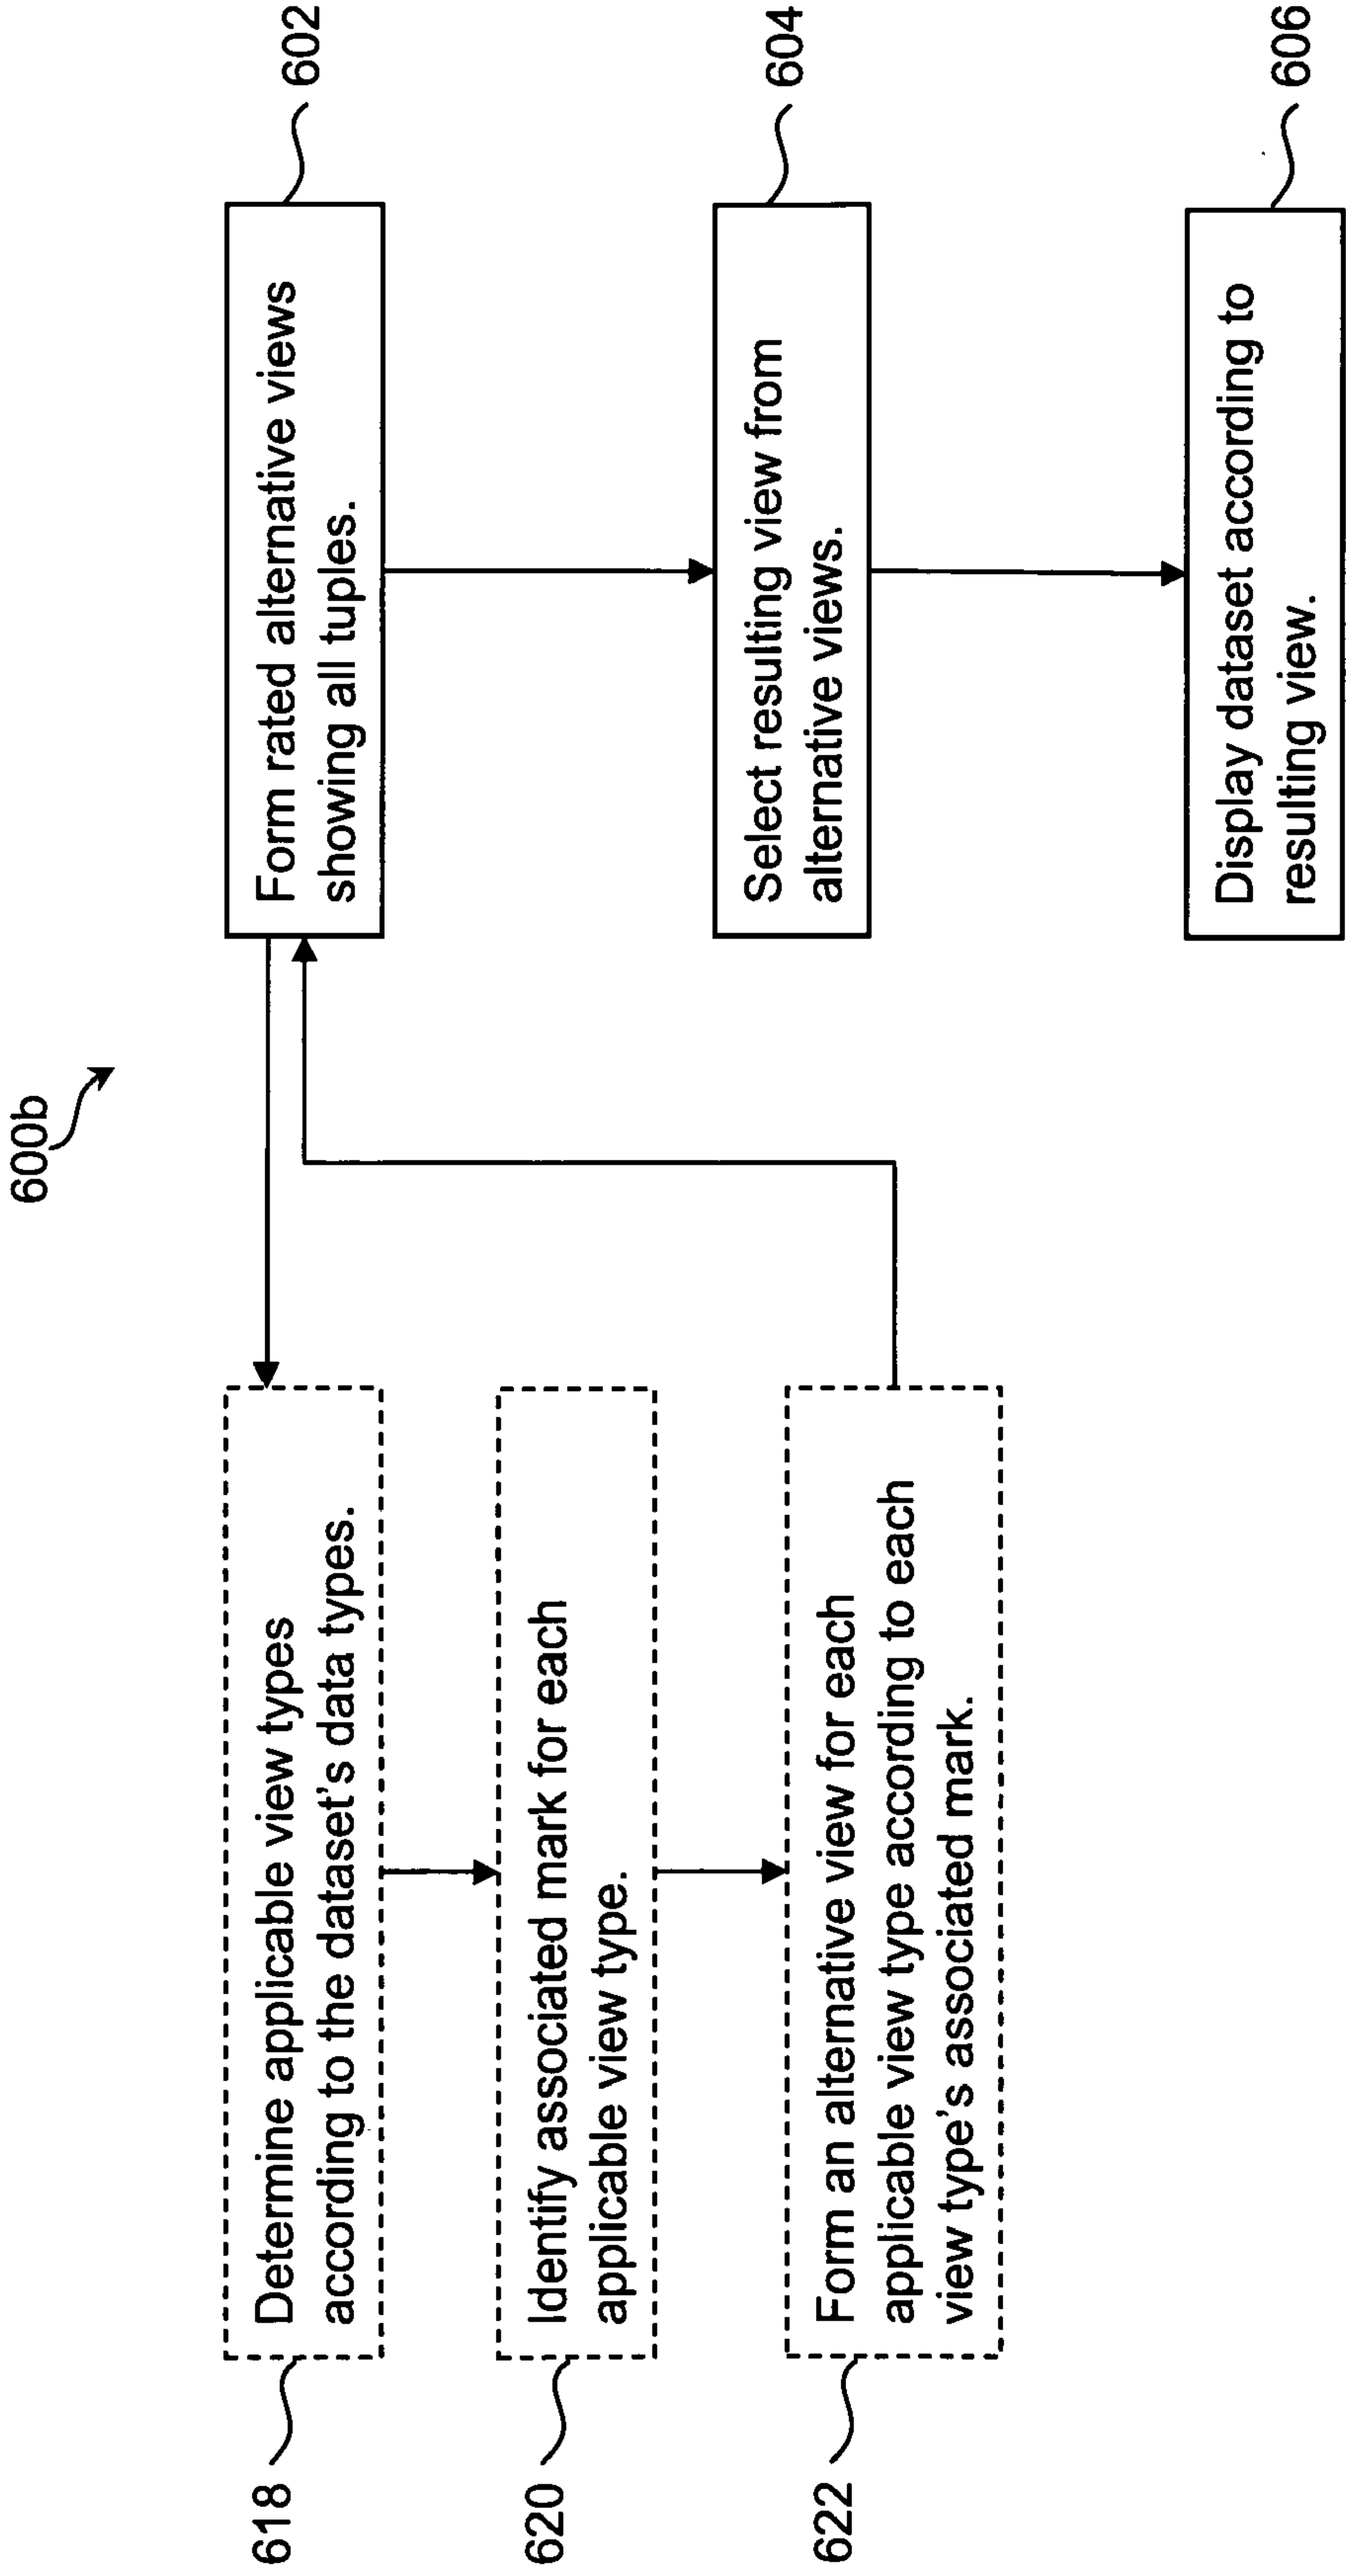 600b
618
Determine applicable view types
according to the dataset's data types.
620
Identify associated mark for each
applicable view type.
622
Form an alternative view for each
applicable view type according to each
view type's associated mark.
Form rated alternative views
showing all tuples.
602
Select resulting view from
alternative views.
604
Display dataset according to
resulting view.
606